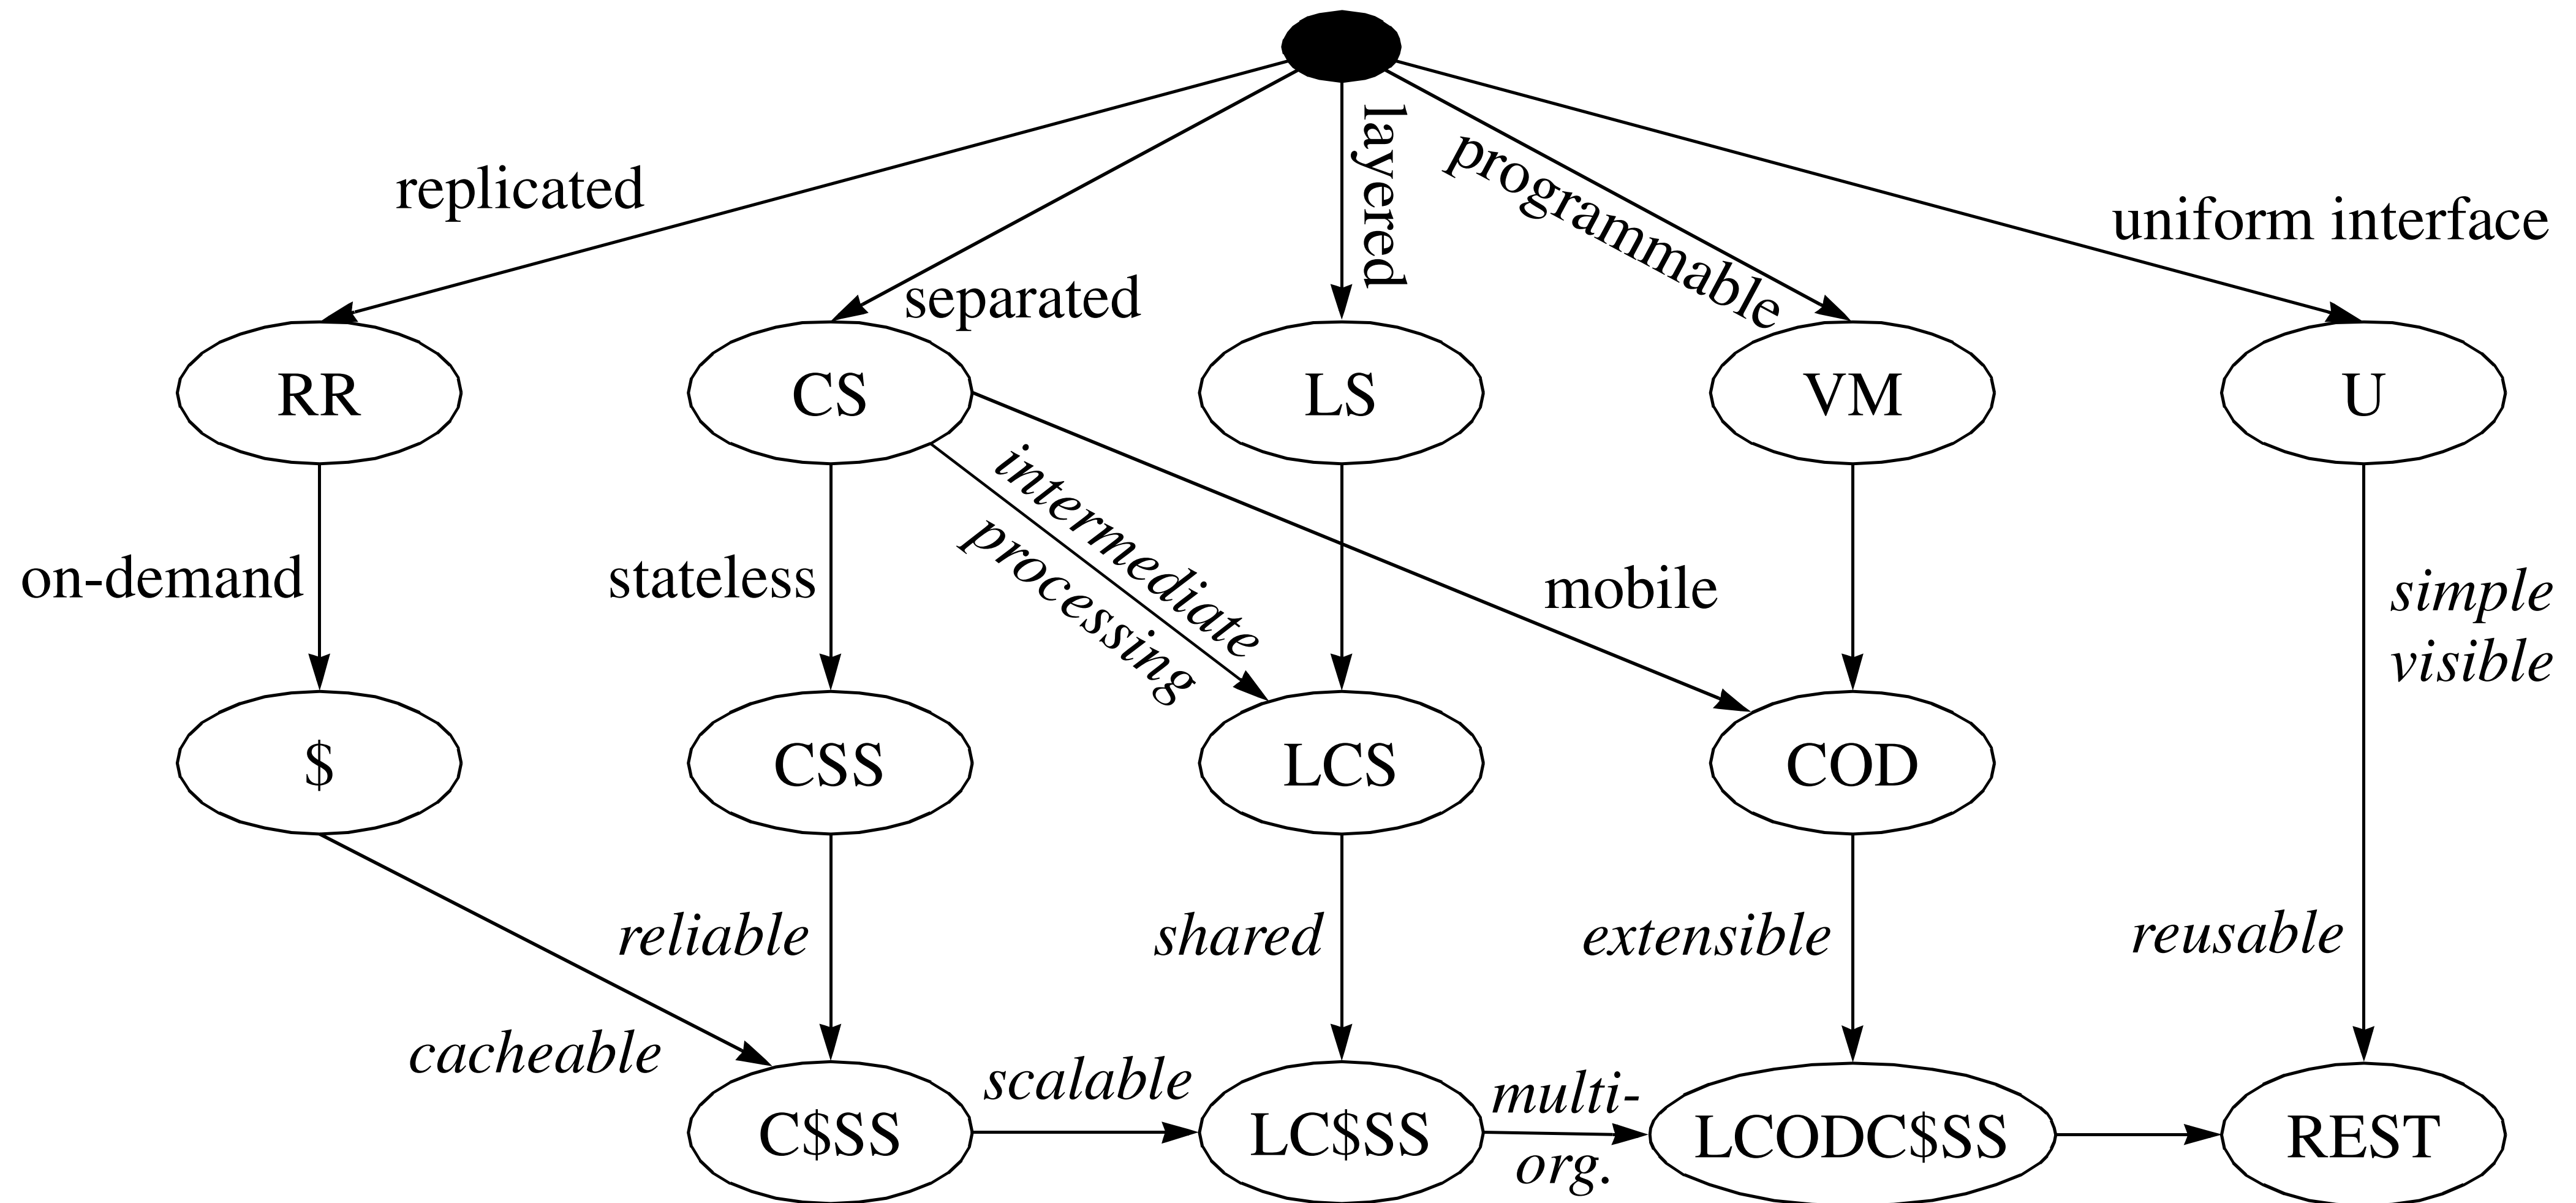 layered
programmable
replicated
uniform interface
separated
RR
CS
LS
VM
U
intermediate
processing
on-demand
stateless
mobile
simple
visible
$
CSS
LCS
COD
reliable
shared
extensible
reusable
cacheable
scalable
multi-
org.
C$SS
LC$SS
LCODC$SS
REST